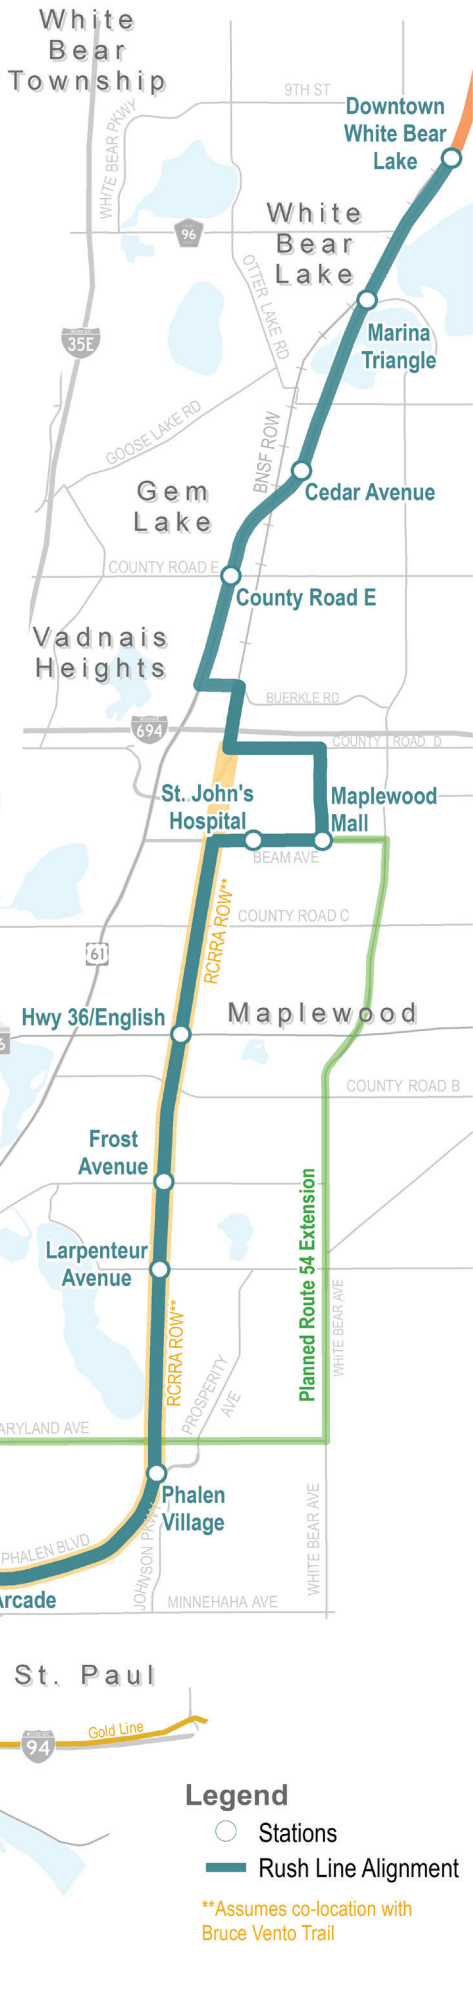 White
Bear
Township
9TH ST
WHITE BEAR PKWY
Downtown
White Bear
Lake
96
White
Bear
Lake
OTTER LAKE RD
35E
Marina
Triangle
GOOSE LAKE RD
BNSF ROW
Gem
Lake
Cedar Avenue
COUNTY ROAD E
County Road E
Vadnais
Heights
BUERKLE RD
694
COUNTY ROAD D
St. John's
Hospital
Maplewood
Mall
BEAM AVE
RCRRA ROW**
COUNTY ROAD C
61
Hwy 36/English
Maplewood
6
COUNTY ROAD B
Frost
Avenue
Larpenteur
Avenue
Planned Route 54 Extension
WHITE BEAR AVE
RCRRA ROW**
PROSPERITY
AVE
ARYLAND AVE
Phalen
Village
PHALEN BLVD
JOHNSON PKWY
WHITE BEAR AVE
Arcade
MINNEHAHA AVE
St. Paul
Gold Line
94
Legend
Stations
Rush Line Alignment
**Assumes co-location with
Bruce Vento Trail